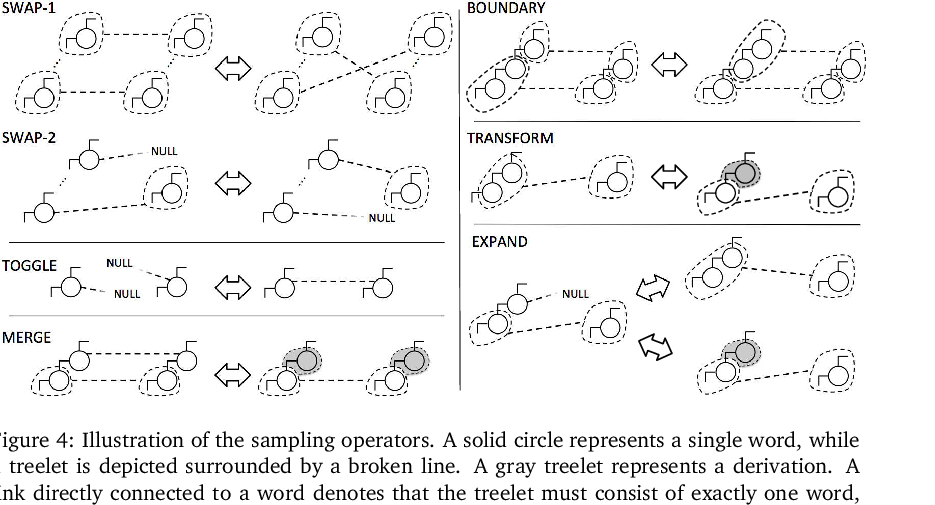 SWAP-1
SWAP-2
NULL
NULL
TOGGLE
NULL
NULL
MERGE
BOUNDARY
TRANSFORM
EXPAND
NULL
igure 4: Illustration of the sampling operators. A solid circle represents a single word, while
treelet is depicted surrounded by a broken line. A gray treelet represents a derivation. A
ink directly connected to a word denotes that the treelet must consist of exactly one word,